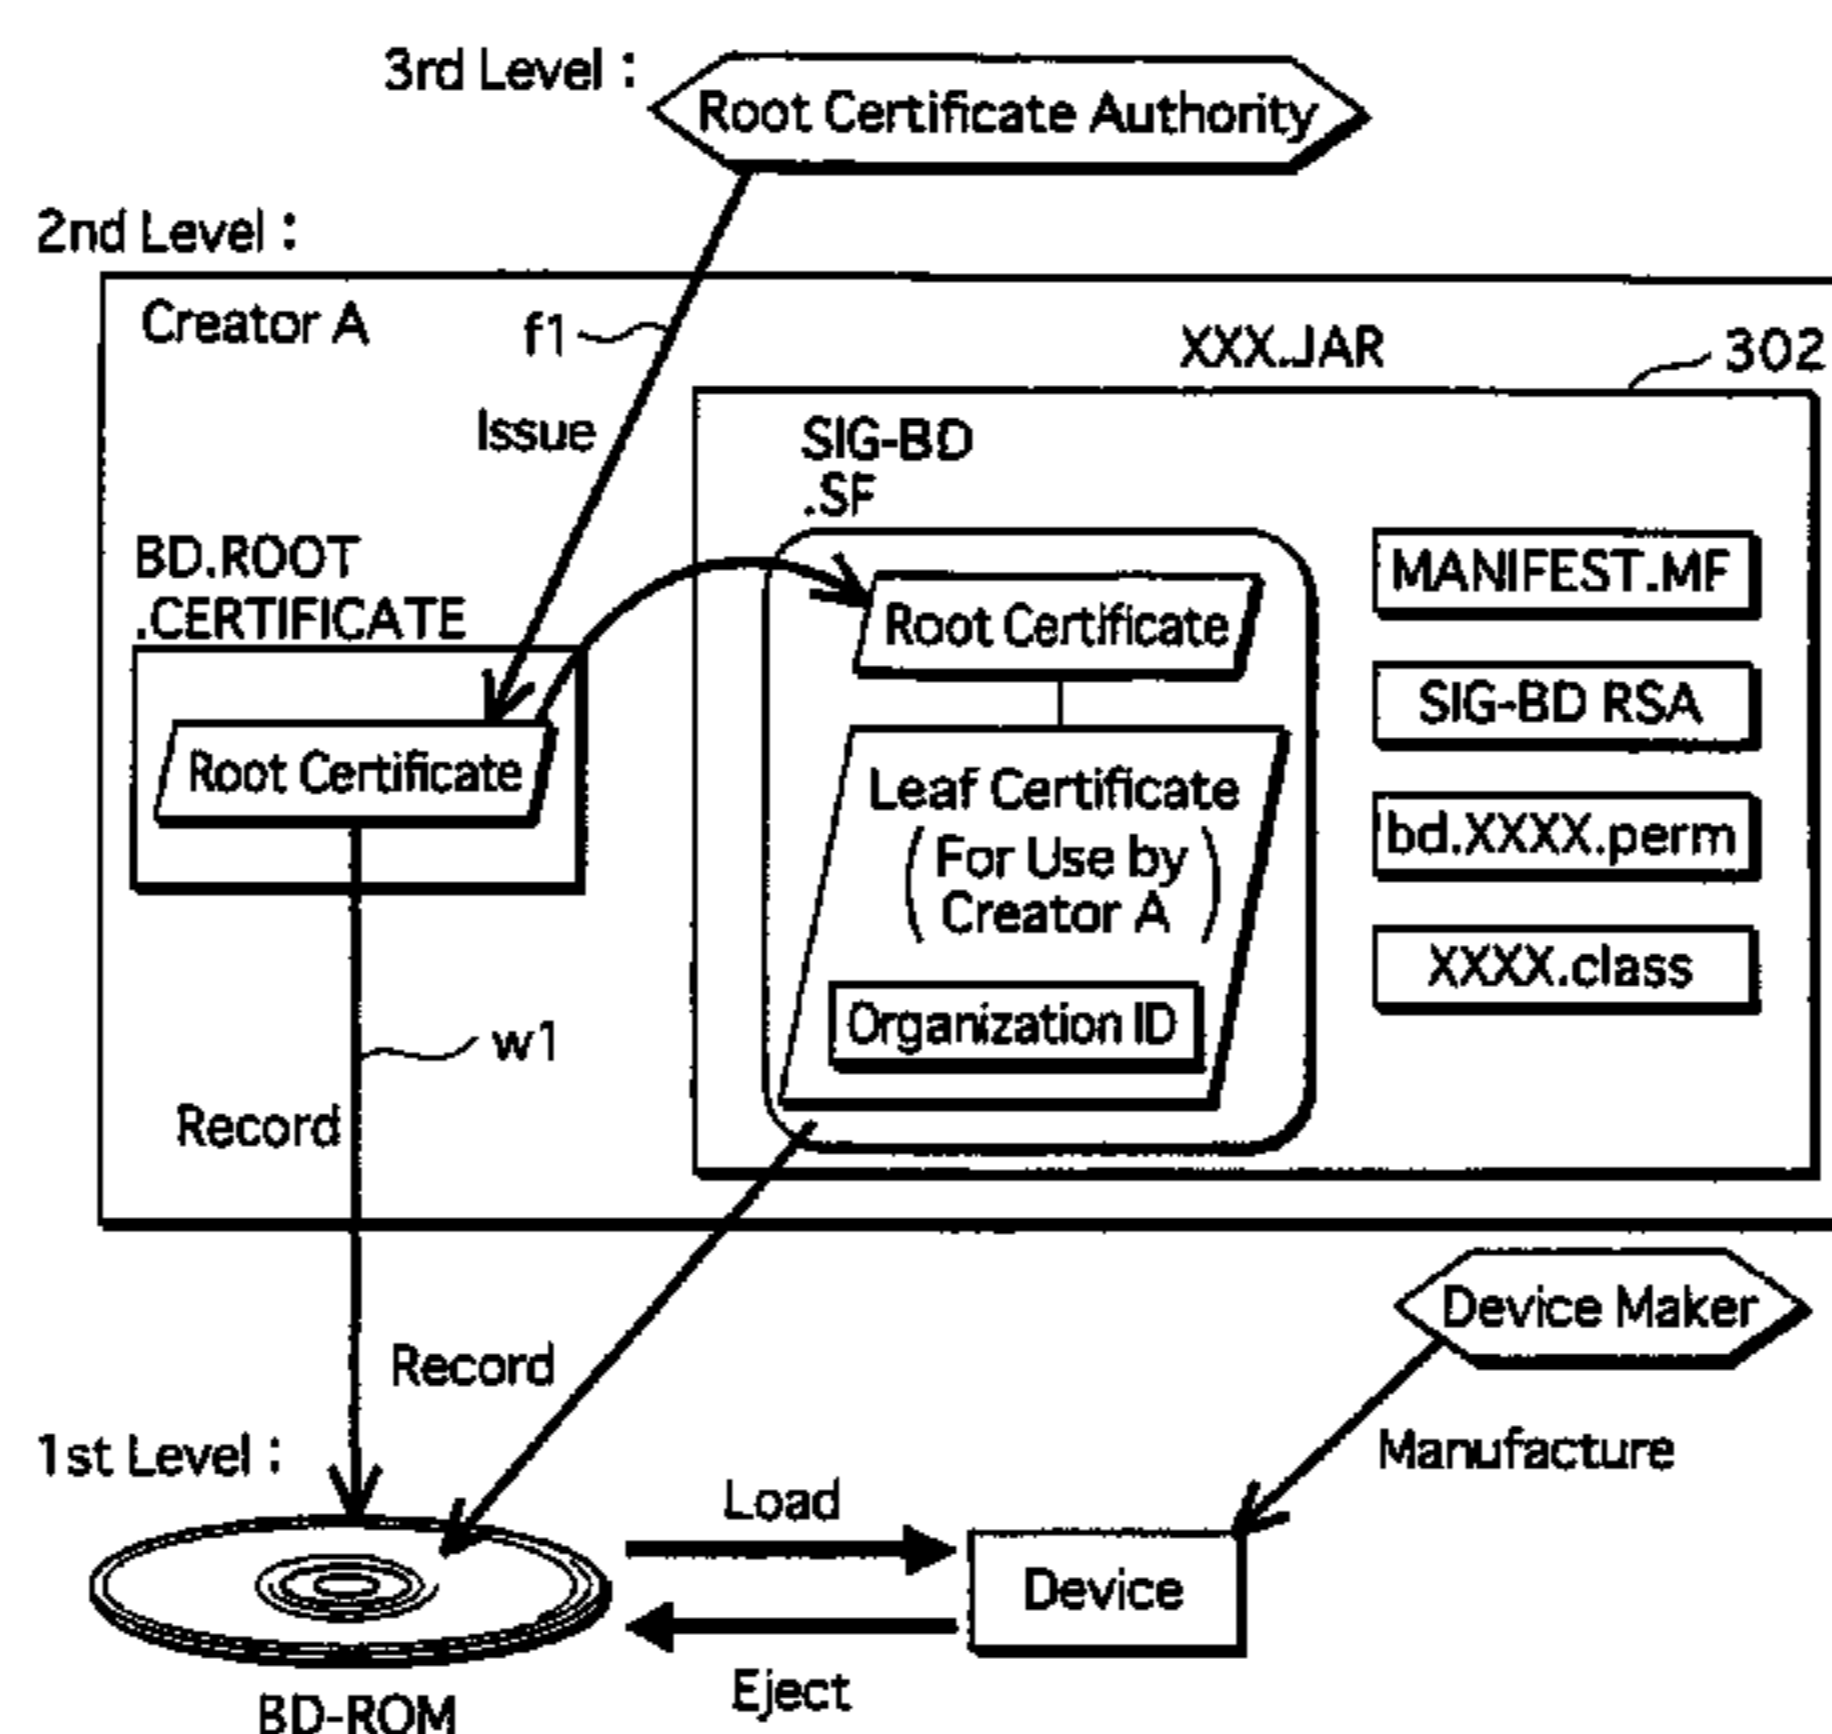 3rd Level :
Root Certificate Authority
2nd Level :
Creator A
f1
XXX.JAR
302
Issue
SIG-BD
.SF
BD.ROOT
.CERTIFICATE
Root Certificate
MANIFEST.MF
Root Certificate
SIG-BD RSA
Leaf Certificate
(For Use by
Creator A)
bd.XXXX.perm
XXXX.class
Organization ID
w1
Record
Device Maker
Record
Manufacture
1st Level :
Load
Device
Eject
BD-ROM